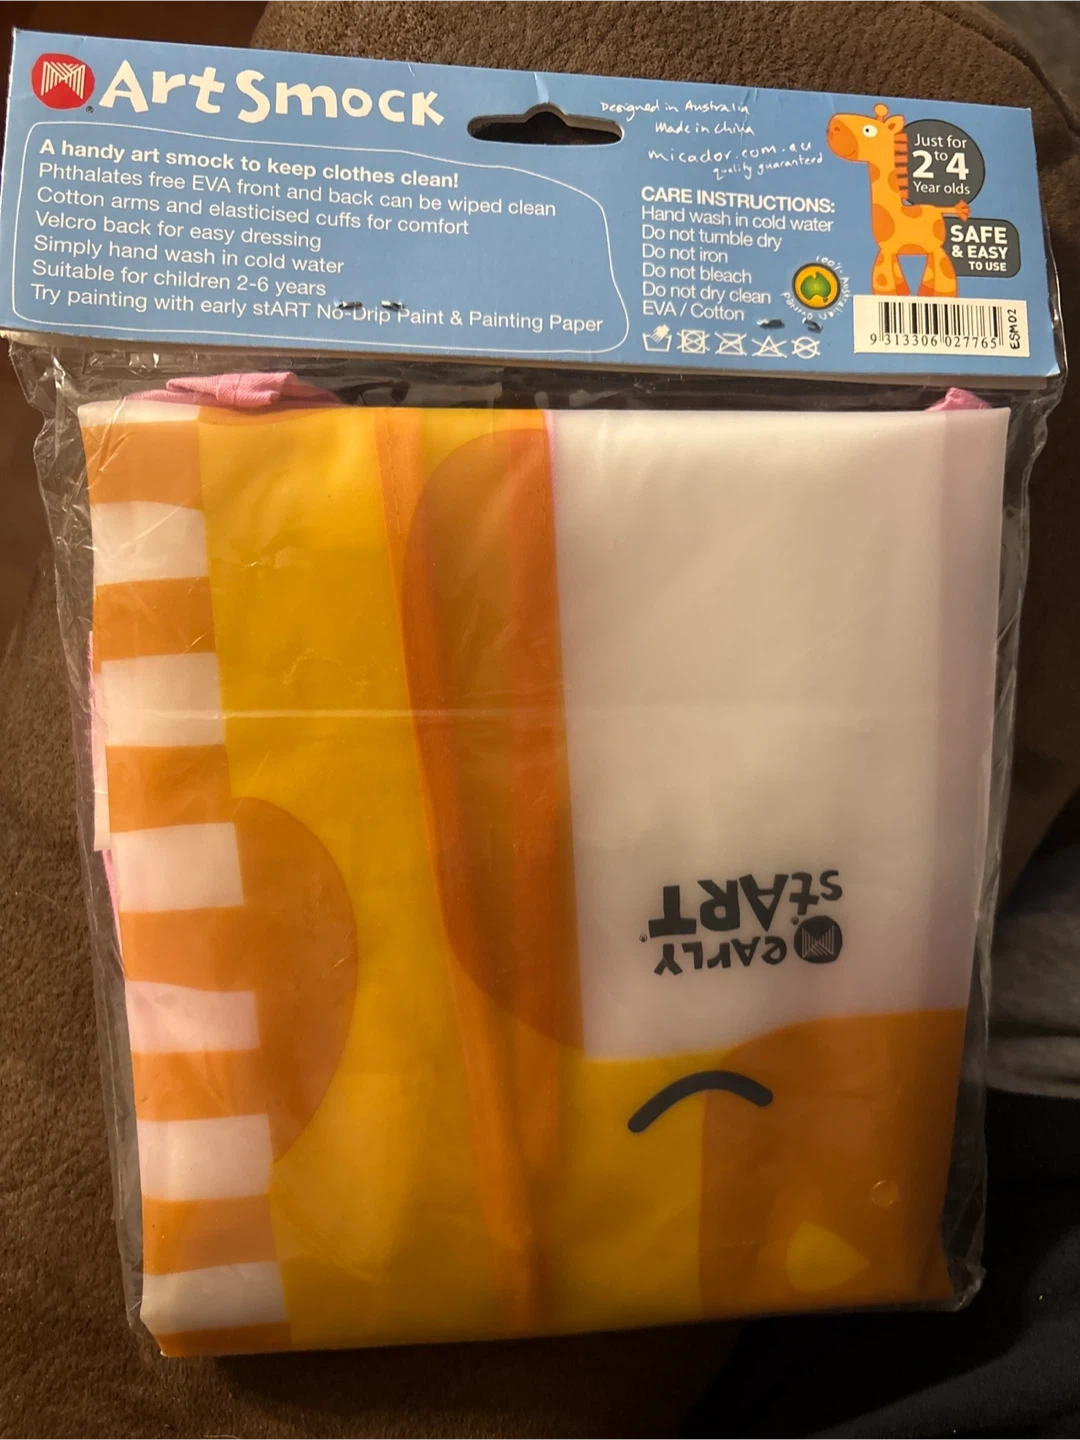 Art Smock
A handy art smock to keep clothes clean!
Phthalates free EVA front and back can be wiped clean
Cotton arms and elasticised cuffs for comfort
Velcro back for easy dressing
Simply hand wash in cold water
Suitable for children 2-6 years
Try painting with early stART No-Drip Paint & Painting Paper
Designed in Australia
Made in China
micador.com.au
quality guaranteed
CARE INSTRUCTIONS:
Hand wash in cold water
Do not tumble dry
Do not iron
Do not bleach
Do not dry clean
EVA / Cotton
100% Australian owned
Just for
2 to 4
Year olds
SAFE
& EASY
TO USE
9 313306 027765
ESM02
early
stART